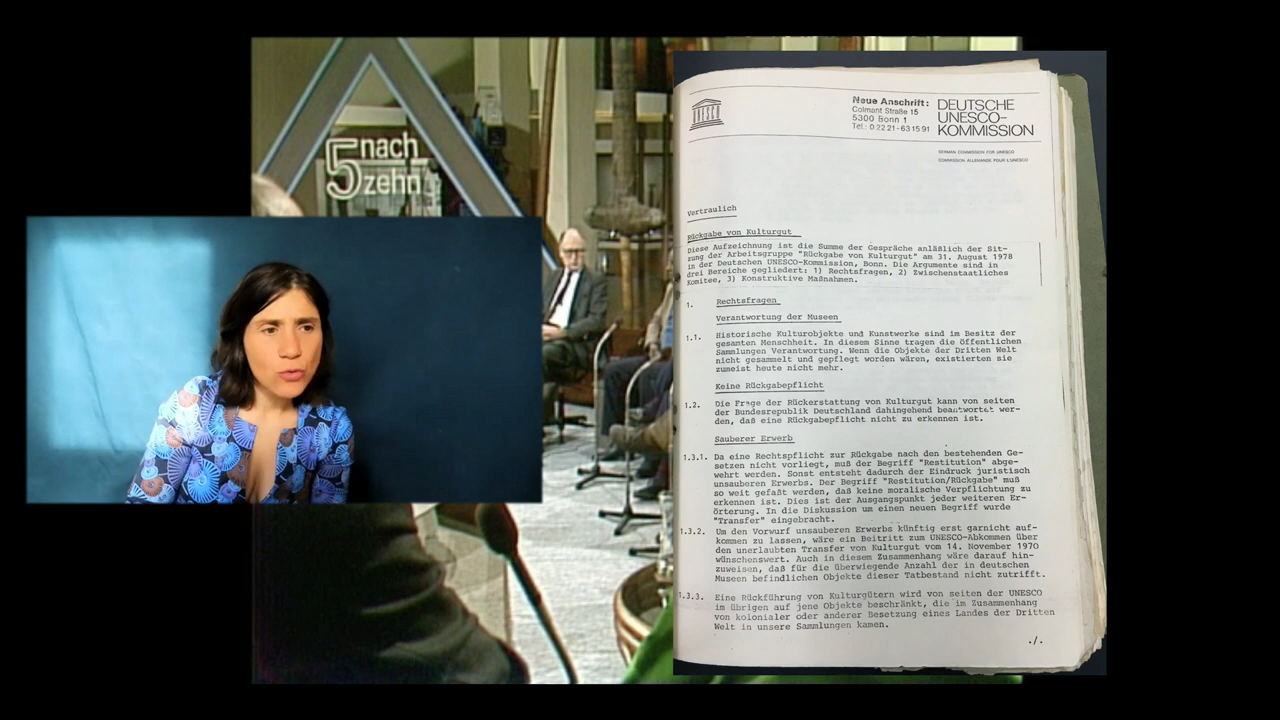 5 nach
zehn
UNESCO
Neue Anschrift:
Colmant Straße 15
5300 Bonn 1
Tel.: 0 22 21-63 15 91
DEUTSCHE
UNESCO-
KOMMISSION
GERMAN COMMISSION FOR UNESCO
COMMISSION ALLEMANDE POUR L'UNESCO
Vertraulich
Rückgabe von Kulturgut
Diese Aufzeichnung ist die Summe der Gespräche anläßlich der Sit-
zung der Arbeitsgruppe "Rückgabe von Kulturgut" am 31. August 1978
in der Deutschen UNESCO-Kommission, Bonn. Die Argumente sind in
drei Bereiche gegliedert: 1) Rechtsfragen, 2) Zwischenstaatliches
Komitee, 3) Konstruktive Maßnahmen.
1. Rechtsfragen
Verantwortung der Museen
1.1. Historische Kulturobjekte und Kunstwerke sind im Besitz der
gesamten Menschheit. In diesem Sinne tragen die öffentlichen
Sammlungen Verantwortung. Wenn die Objekte der Dritten Welt
nicht gesammelt und gepflegt worden wären, existierten sie
zumeist heute nicht mehr.
Keine Rückgabepflicht
1.2. Die Frage der Rückerstattung von Kulturgut kann von seiten
der Bundesrepublik Deutschland dahingehend beantwortet wer-
den, daß eine Rückgabepflicht nicht zu erkennen ist.
Sauberer Erwerb
1.3.1. Da eine Rechtspflicht zur Rückgabe nach den bestehenden Ge-
setzen nicht vorliegt, muß der Begriff "Restitution" abge-
wehrt werden. Sonst entsteht dadurch der Eindruck juristisch
unsauberen Erwerbs. Der Begriff "Restitution/Rückgabe" muß
so weit gefaßt werden, daß keine moralische Verpflichtung zu
erkennen ist. Dies ist der Ausgangspunkt jeder weiteren Er-
örterung. In die Diskussion um einen neuen Begriff wurde
"Transfer" eingebracht.
1.3.2. Um den Vorwurf unsauberen Erwerbs künftig erst garnicht auf-
kommen zu lassen, wäre ein Beitritt zum UNESCO-Abkommen über
den unerlaubten Transfer von Kulturgut vom 14. November 1970
wünschenswert. Auch in diesem Zusammenhang wäre darauf hin-
zuweisen, daß für die überwiegende Anzahl der in deutschen
Museen befindlichen Objekte dieser Tatbestand nicht zutrifft.
1.3.3. Eine Rückführung von Kulturgütern wird von seiten der UNESCO
im übrigen auf jene Objekte beschränkt, die im Zusammenhang
von kolonialer oder anderer Besetzung eines Landes der Dritten
Welt in unsere Sammlungen kamen.
./.